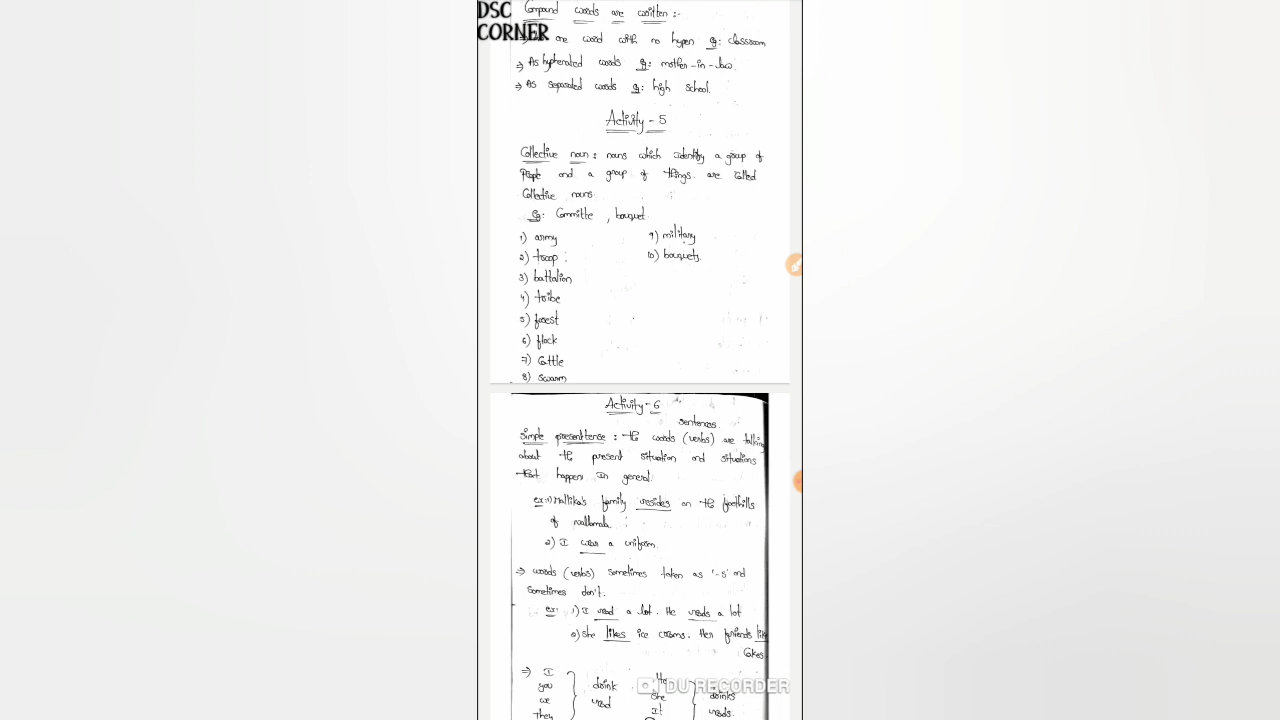 DSC
CORNER
Compound words are written :-
⇒ As one word with no hypen Eg: classroom
⇒ As hyphenated words Eg: mother-in-law.
⇒ As separated words Eg: high school.
Activity - 5
Collective noun : nouns which identify a group of
people and a group of things. are called
Collective nouns.
Eg: Committe , bouquet
1) army
2) troop
3) battalion
4) tribe
5) forest
6) flock
7) Cattle
8) swarm
9) military
10) bouquets.
Activity - 6
sentences.
Simple present tense : the words (verbs) are talking
about the present situation and situations
that happens in general.
ex: 1) Mallika's family resides on the foothills
of nallamala.
2) I wear a uniform.
⇒ words (verbs) sometimes taken as '-s' and
sometimes don't.
ex: 1) I read a lot. He reads a lot
2) She likes ice creams. Her friends like
Cakes
⇒ I
you
we
They
drink
read
He
She
It
drinks
reads.
DU RECORDER